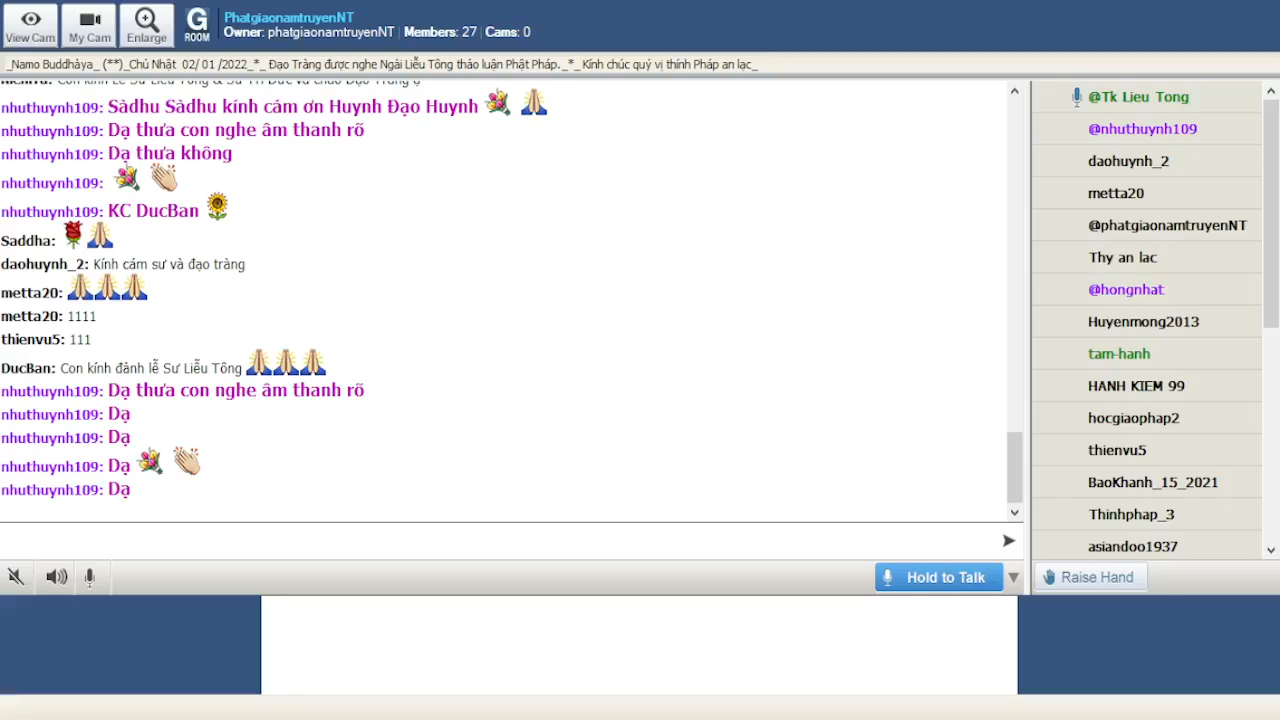 View Cam
My Cam
Enlarge
G
ROOM
PhatgiaonamtruyenNT
Owner: phatgiaonamtruyenNT | Members: 27 | Cams: 0
_Namo Buddhàya_ (**)_Chủ Nhật 02/ 01 /2022_*_ Đạo Tràng được nghe Ngài Liễu Tông thảo luận Phật Pháp._*_Kính chúc quý vị thính Pháp an lạc_
nhuthuynh109: Sàdhu Sàdhu kính cám ơn Huynh Đạo Huynh
nhuthuynh109: Dạ thưa con nghe âm thanh rõ
nhuthuynh109: Dạ thưa không
nhuthuynh109:
nhuthuynh109: KC DucBan
Saddha:
daohuynh_2: Kính cám sư và đạo tràng
metta20:
metta20: 1111
thienvu5: 111
DucBan: Con kính đảnh lễ Sư Liễu Tông
nhuthuynh109: Dạ thưa con nghe âm thanh rõ
nhuthuynh109: Dạ
nhuthuynh109: Dạ
nhuthuynh109: Dạ
nhuthuynh109: Dạ
@Tk Lieu Tong
@nhuthuynh109
daohuynh_2
metta20
@phatgiaonamtruyenNT
Thy an lac
@hongnhat
Huyenmong2013
tam-hanh
HANH KIEM 99
hocgiaophap2
thienvu5
BaoKhanh_15_2021
Thinhphap_3
asiandoo1937
Hold to Talk
Raise Hand